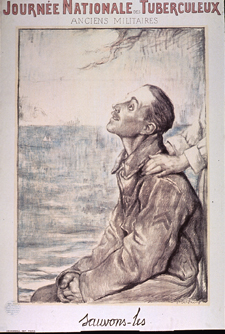 JOURNÉE NATIONALE DES TUBERCULEUX
ANCIENS MILITAIRES
Sauvons-les